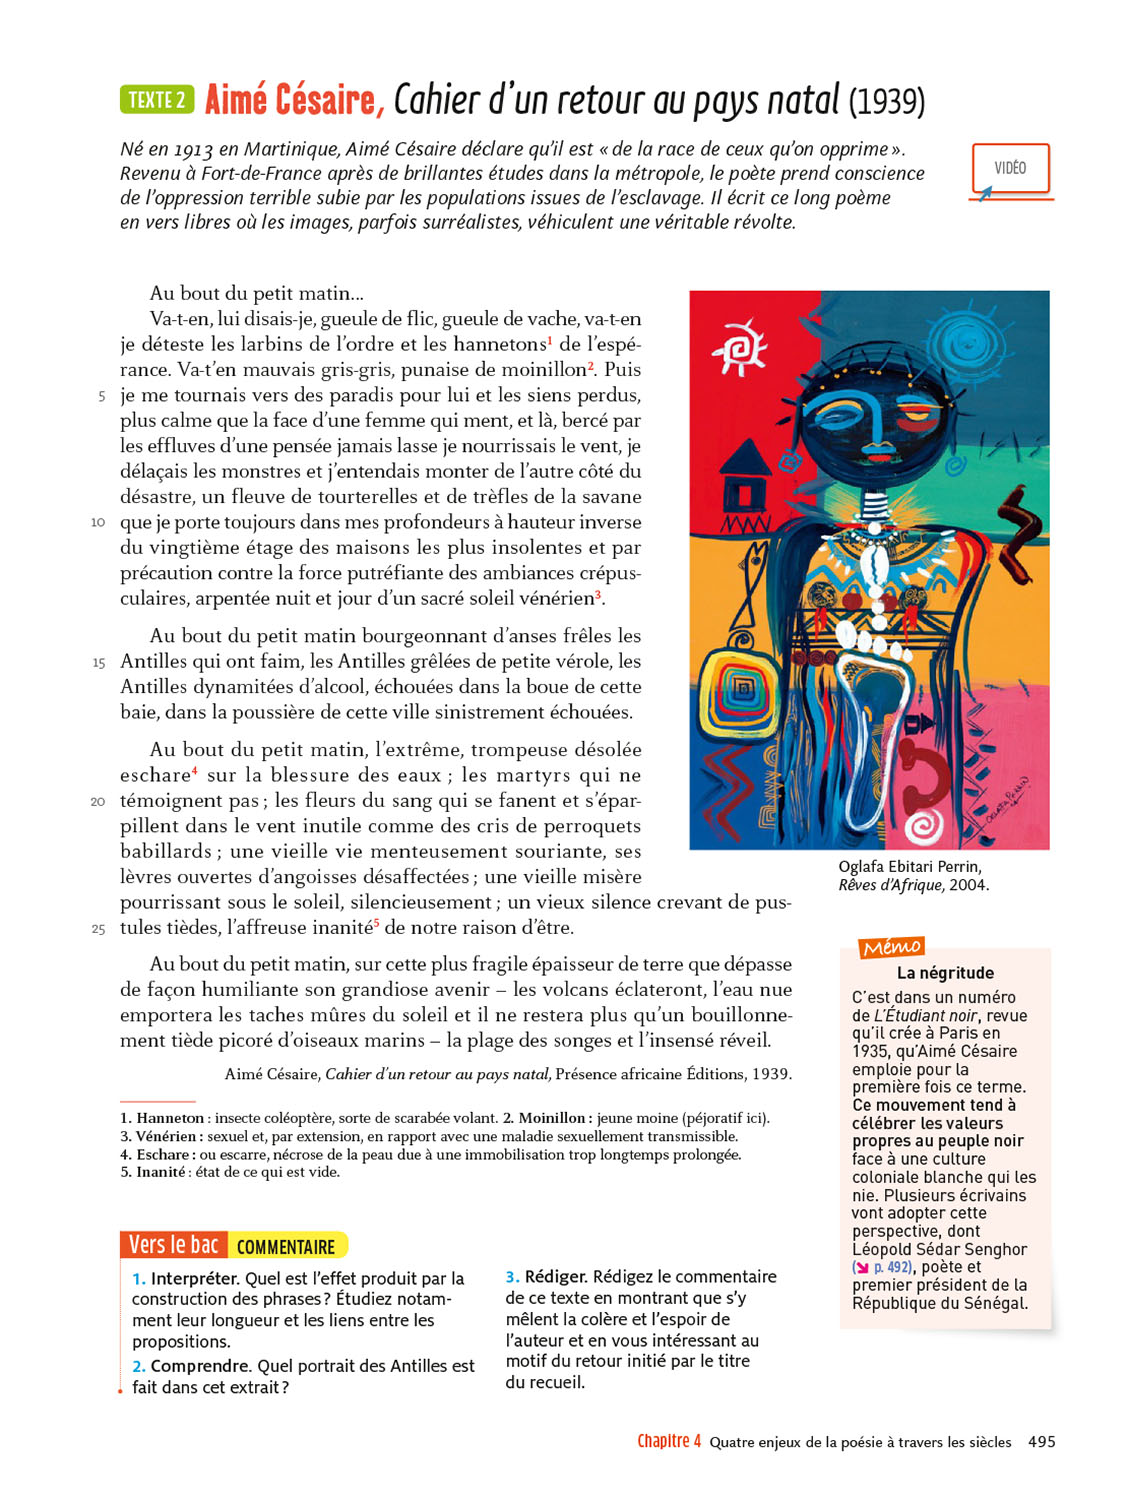 TEXTE 2 Aimé Césaire, Cahier d'un retour au pays natal (1939)
Né en 1913 en Martinique, Aimé Césaire déclare qu'il est « de la race de ceux qu'on opprime ».
Revenu à Fort-de-France après de brillantes études dans la métropole, le poète prend conscience
de l'oppression terrible subie par les populations issues de l'esclavage. Il écrit ce long poème
en vers libres où les images, parfois surréalistes, véhiculent une véritable révolte.
VIDÉO
Au bout du petit matin...
Va-t-en, lui disais-je, gueule de flic, gueule de vache, va-t-en
je déteste les larbins de l'ordre et les hannetons1 de l'espé-
rance. Va-t'en mauvais gris-gris, punaise de moinillon2. Puis
5 je me tournais vers des paradis pour lui et les siens perdus,
plus calme que la face d'une femme qui ment, et là, bercé par
les effluves d'une pensée jamais lasse je nourrissais le vent, je
délaçais les monstres et j'entendais monter de l'autre côté du
désastre, un fleuve de tourterelles et de trèfles de la savane
10 que je porte toujours dans mes profondeurs à hauteur inverse
du vingtième étage des maisons les plus insolentes et par
précaution contre la force putréfiante des ambiances crépus-
culaires, arpentée nuit et jour d'un sacré soleil vénérien3.
Au bout du petit matin bourgeonnant d'anses frêles les
15 Antilles qui ont faim, les Antilles grêlées de petite vérole, les
Antilles dynamitées d'alcool, échouées dans la boue de cette
baie, dans la poussière de cette ville sinistrement échouées.
Au bout du petit matin, l'extrême, trompeuse désolée
eschare4 sur la blessure des eaux ; les martyrs qui ne
20 témoignent pas ; les fleurs du sang qui se fanent et s'épar-
pillent dans le vent inutile comme des cris de perroquets
babillards ; une vieille vie menteusement souriante, ses
lèvres ouvertes d'angoisses désaffectées ; une vieille misère
pourrissant sous le soleil, silencieusement ; un vieux silence crevant de pus-
25 tules tièdes, l'affreuse inanité5 de notre raison d'être.
Au bout du petit matin, sur cette plus fragile épaisseur de terre que dépasse
de façon humiliante son grandiose avenir – les volcans éclateront, l'eau nue
emportera les taches mûres du soleil et il ne restera plus qu'un bouillonne-
ment tiède picoré d'oiseaux marins – la plage des songes et l'insensé réveil.
Aimé Césaire, Cahier d'un retour au pays natal, Présence africaine Éditions, 1939.
1. Hanneton : insecte coléoptère, sorte de scarabée volant. 2. Moinillon : jeune moine (péjoratif ici).
3. Vénérien : sexuel et, par extension, en rapport avec une maladie sexuellement transmissible.
4. Eschare : ou escarre, nécrose de la peau due à une immobilisation trop longtemps prolongée.
5. Inanité : état de ce qui est vide.
Oglafa Ebitari Perrin,
Rêves d'Afrique, 2004.
Mémo
La négritude
C'est dans un numéro
de L'Étudiant noir, revue
qu'il crée à Paris en
1935, qu'Aimé Césaire
emploie pour la
première fois ce terme.
Ce mouvement tend à
célébrer les valeurs
propres au peuple noir
face à une culture
coloniale blanche qui les
nie. Plusieurs écrivains
vont adopter cette
perspective, dont
Léopold Sédar Senghor
(↘ p. 492), poète et
premier président de la
République du Sénégal.
Vers le bac COMMENTAIRE
1. Interpréter. Quel est l'effet produit par la
construction des phrases ? Étudiez notam-
ment leur longueur et les liens entre les
propositions.
2. Comprendre. Quel portrait des Antilles est
fait dans cet extrait ?
3. Rédiger. Rédigez le commentaire
de ce texte en montrant que s'y
mêlent la colère et l'espoir de
l'auteur et en vous intéressant au
motif du retour initié par le titre
du recueil.
Chapitre 4 Quatre enjeux de la poésie à travers les siècles 495